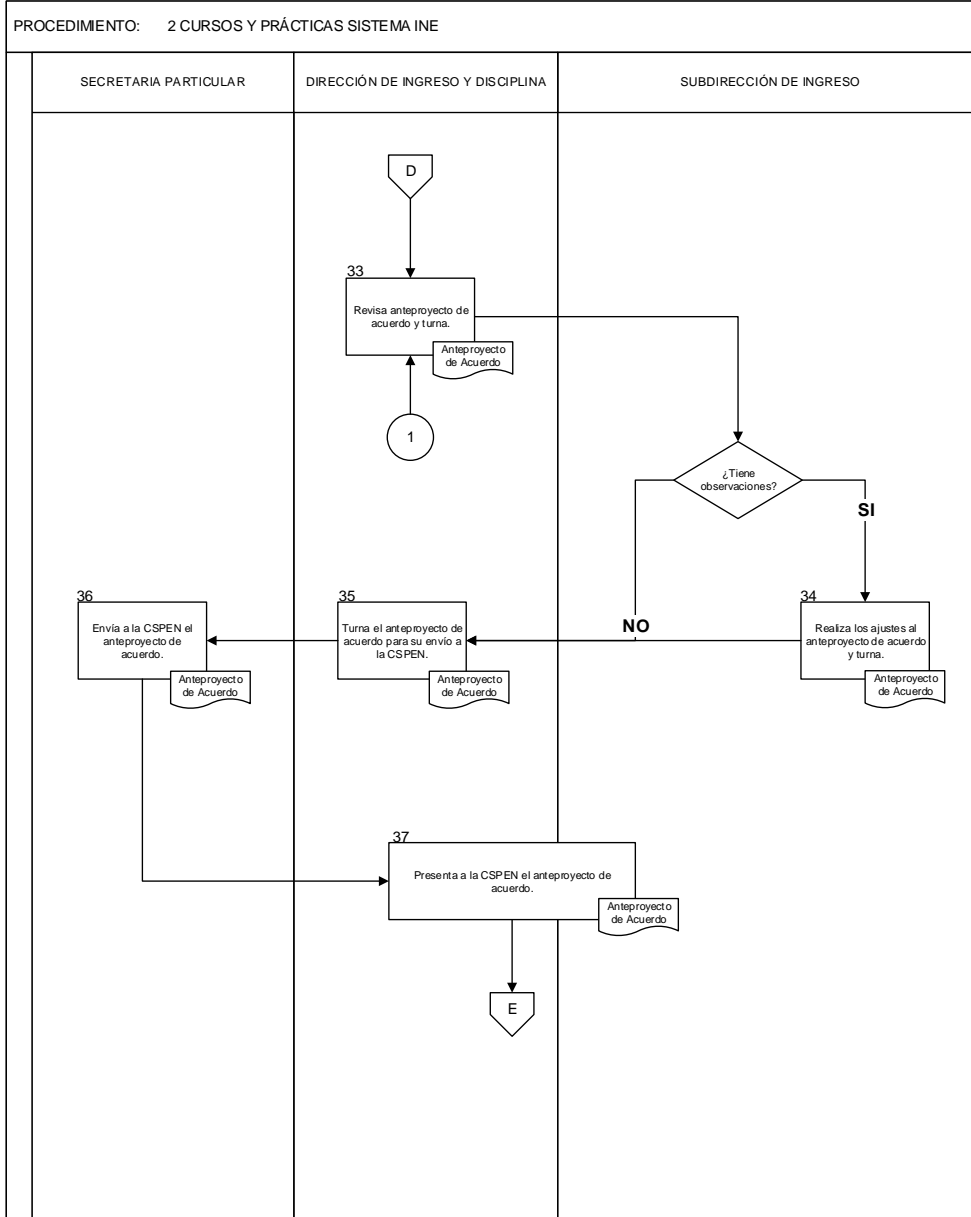 PROCEDIMIENTO: 2 CURSOS Y PRÁCTICAS SISTEMA INE
SECRETARIA PARTICULAR
DIRECCIÓN DE INGRESO Y DISCIPLINA
SUBDIRECCIÓN DE INGRESO
D
33
Revisa anteproyecto de
acuerdo y turna.
Anteproyecto
de Acuerdo
1
¿Tiene
observaciones?
SI
NO
36
Envía a la CSPEN el
anteproyecto de
acuerdo.
Anteproyecto
de Acuerdo
35
Turna el anteproyecto de
acuerdo para su envío a
la CSPEN.
Anteproyecto
de Acuerdo
34
Realiza los ajustes al
anteproyecto de acuerdo
y turna.
Anteproyecto
de Acuerdo
37
Presenta a la CSPEN el anteproyecto de
acuerdo.
Anteproyecto
de Acuerdo
E